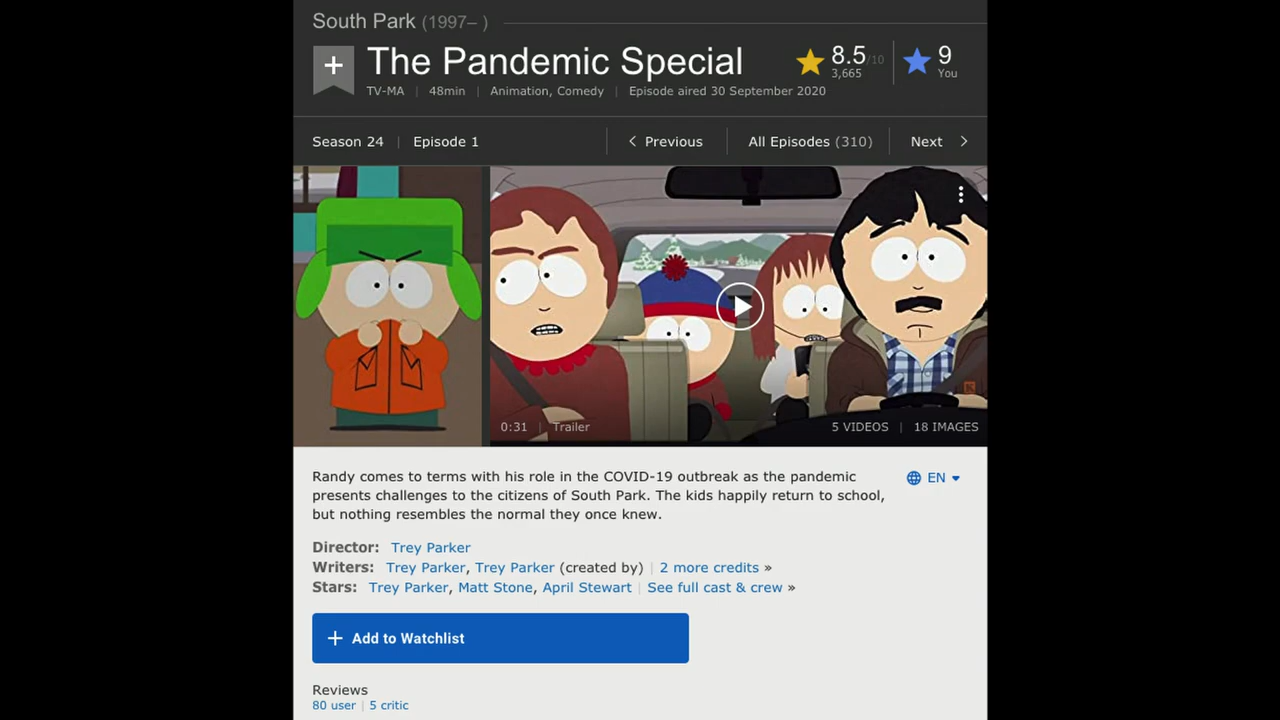 South Park (1997– )
+ The Pandemic Special 8.5/10 9
3,665 You
TV-MA | 48min | Animation, Comedy | Episode aired 30 September 2020
Season 24 | Episode 1 Previous All Episodes (310) Next
0:31 | Trailer 5 VIDEOS | 18 IMAGES
Randy comes to terms with his role in the COVID-19 outbreak as the pandemic
presents challenges to the citizens of South Park. The kids happily return to school,
but nothing resembles the normal they once knew.
EN
Director: Trey Parker
Writers: Trey Parker, Trey Parker (created by) | 2 more credits »
Stars: Trey Parker, Matt Stone, April Stewart | See full cast & crew »
+ Add to Watchlist
Reviews
80 user | 5 critic